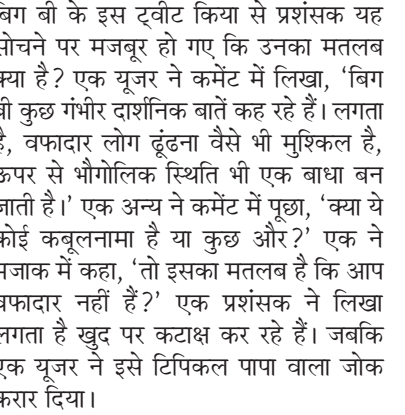 बिग बी के इस ट्वीट किया से प्रशंसक यह
सोचने पर मजबूर हो गए कि उनका मतलब
क्या है? एक यूजर ने कमेंट में लिखा, ‘बिग
बी कुछ गंभीर दार्शनिक बातें कह रहे हैं। लगता
है, वफादार लोग ढूंढना वैसे भी मुश्किल है,
ऊपर से भौगोलिक स्थिति भी एक बाधा बन
जाती है।’ एक अन्य ने कमेंट में पूछा, ‘क्या ये
कोई कबूलनामा है या कुछ और?’ एक ने
मजाक में कहा, ‘तो इसका मतलब है कि आप
वफादार नहीं हैं?’ एक प्रशंसक ने लिखा
लगता है खुद पर कटाक्ष कर रहे हैं। जबकि
एक यूजर ने इसे टिपिकल पापा वाला जोक
करार दिया।